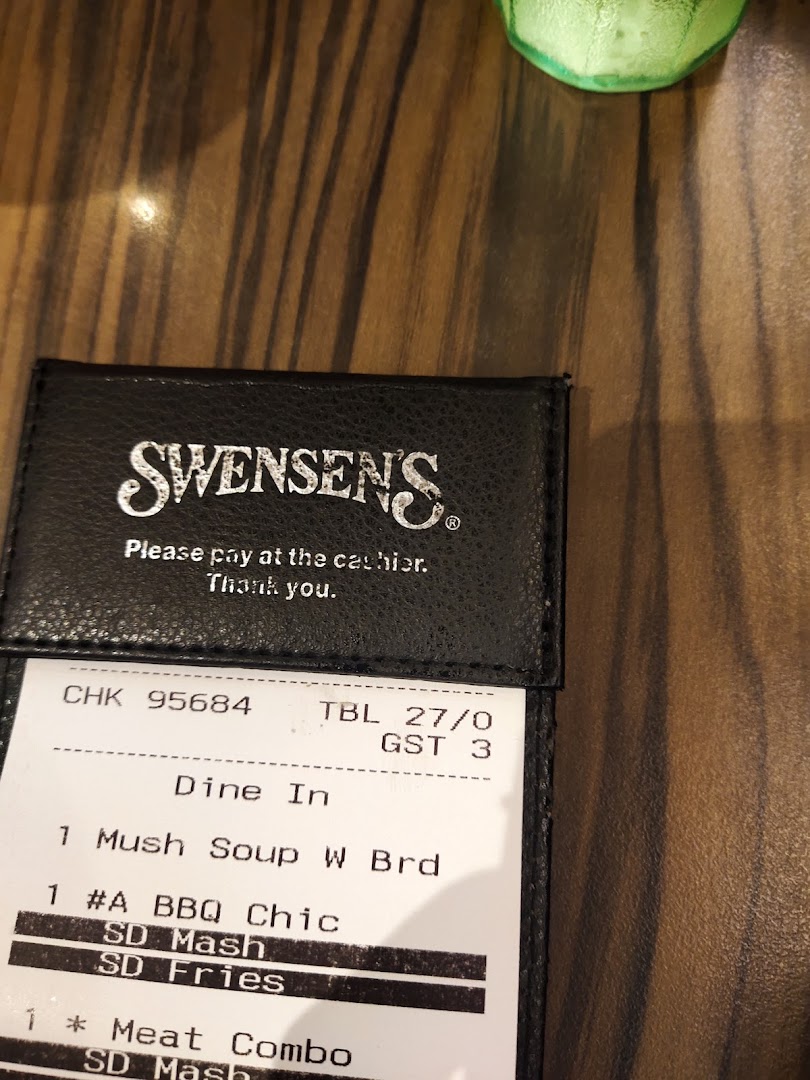 SWENSEN'S®
Please pay at the cashier.
Thank you.
CHK 95684 TBL 27/0
GST 3
Dine In
1 Mush Soup W Brd
1 #A BBQ Chic
SD Mash
SD Fries
1 * Meat Combo
SD Mash